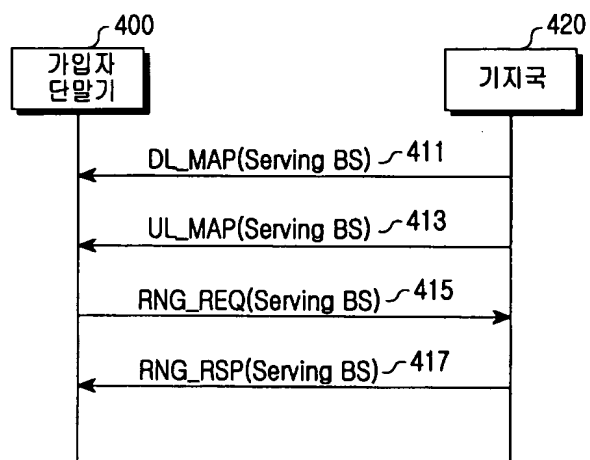 400
가입자
단말기
420
기지국
DL_MAP(Serving BS) 411
UL_MAP(Serving BS) 413
RNG_REQ(Serving BS) 415
RNG_RSP(Serving BS) 417